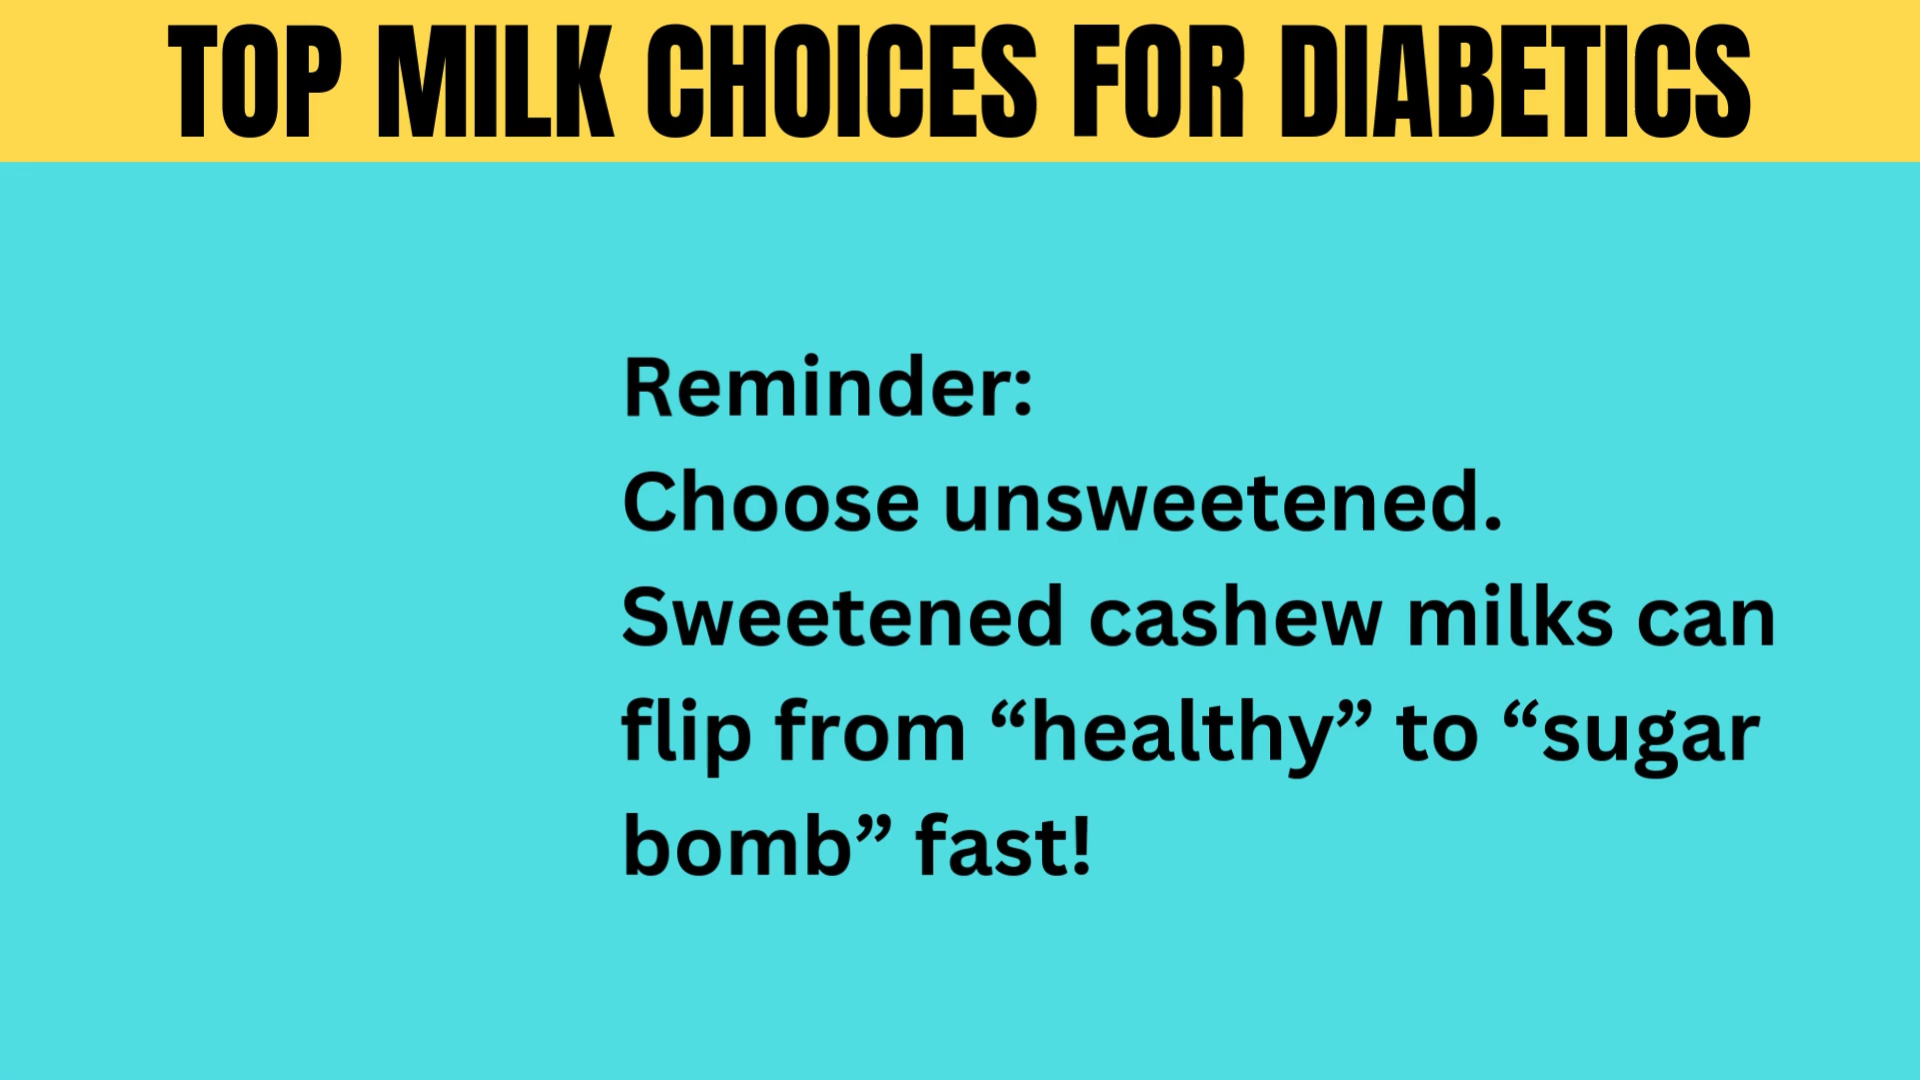 TOP MILK CHOICES FOR DIABETICS
Reminder:
Choose unsweetened.
Sweetened cashew milks can
flip from “healthy” to “sugar
bomb” fast!